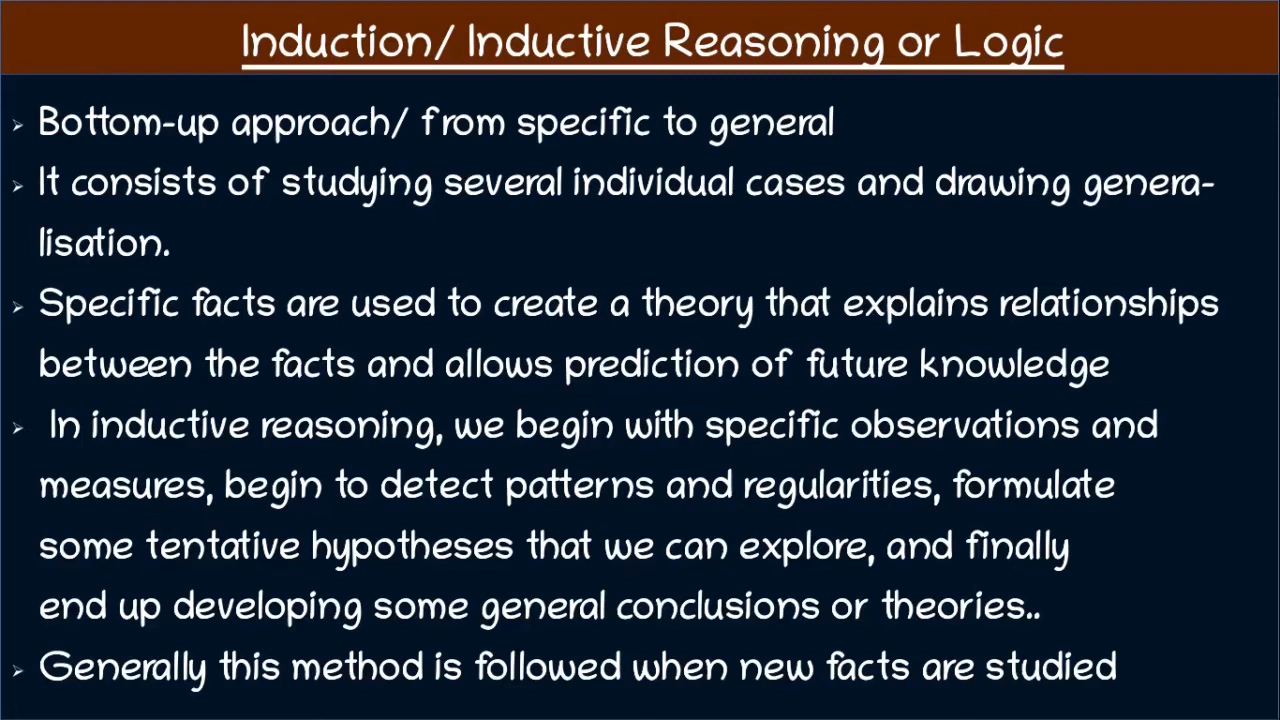 Induction/ Inductive Reasoning or Logic
➢ Bottom-up approach/ from specific to general
➢ It consists of studying several individual cases and drawing genera-
lisation.
➢ Specific facts are used to create a theory that explains relationships
between the facts and allows prediction of future knowledge
➢ In inductive reasoning, we begin with specific observations and
measures, begin to detect patterns and regularities, formulate
some tentative hypotheses that we can explore, and finally
end up developing some general conclusions or theories..
➢ Generally this method is followed when new facts are studied